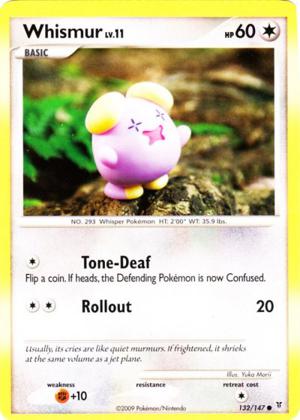 Whismur LV.11 HP 60
BASIC
NO. 293 Whisper Pokémon HT: 2'00" WT: 35.9 lbs.
Tone-Deaf
Flip a coin. If heads, the Defending Pokémon is now Confused.
Rollout 20
Usually, its cries are like quiet murmurs. If frightened, it shrieks
at the same volume as a jet plane.
Illus. Yuka Morii
weakness resistance retreat cost
+10
©2009 Pokémon/Nintendo 132/147